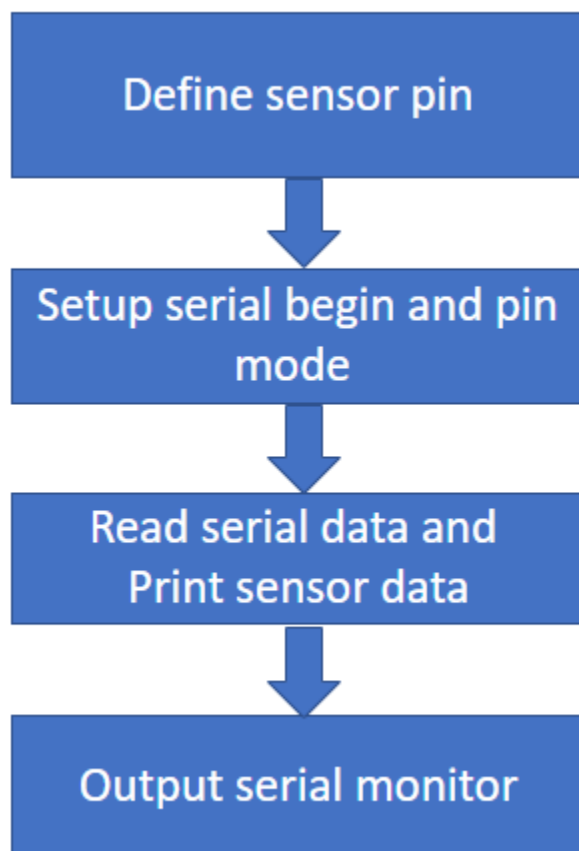 Define sensor pin
Setup serial begin and pin
mode
Read serial data and
Print sensor data
Output serial monitor